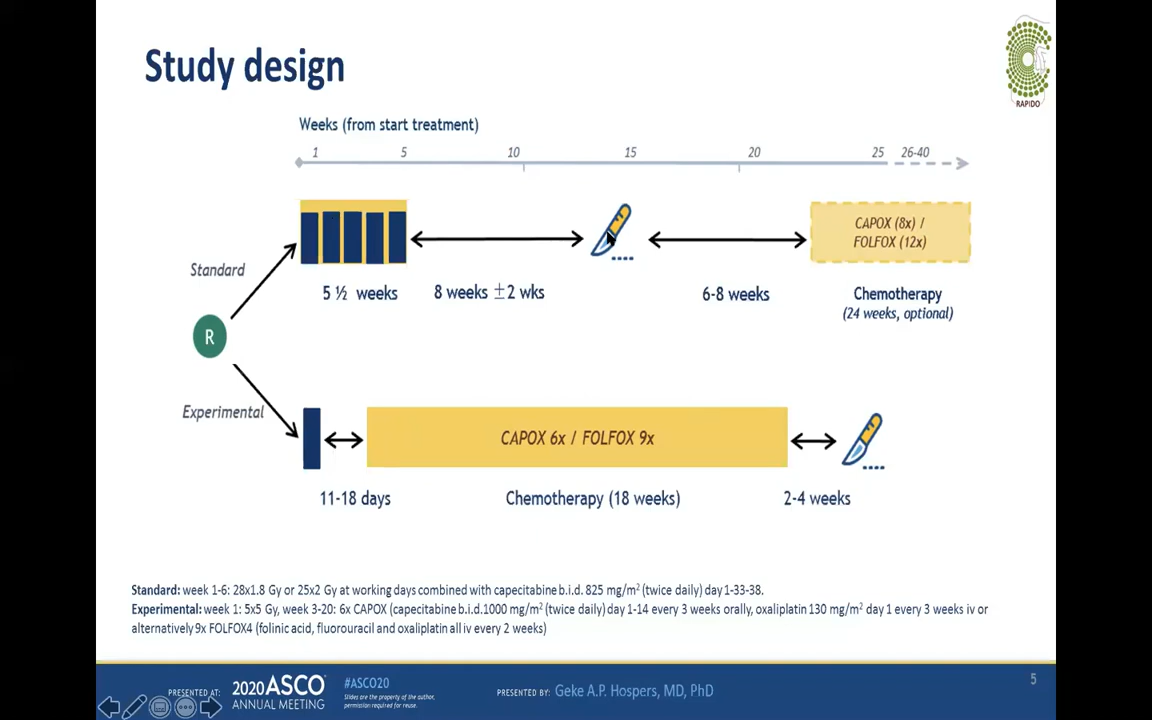 Study design
RAPIDO
Weeks (from start treatment)
1 5 10 15 20 25 26-40
Standard
CAPOX (8x) /
FOLFOX (12x)
5 ½ weeks
8 weeks ±2 wks
6-8 weeks
Chemotherapy
(24 weeks, optional)
R
Experimental
CAPOX 6x / FOLFOX 9x
11-18 days
Chemotherapy (18 weeks)
2-4 weeks
Standard: week 1-6: 28x1.8 Gy or 25x2 Gy at working days combined with capecitabine b.i.d. 825 mg/m² (twice daily) day 1-33-38.
Experimental: week 1: 5x5 Gy, week 3-20: 6x CAPOX (capecitabine b.i.d.1000 mg/m² (twice daily) day 1-14 every 3 weeks orally, oxaliplatin 130 mg/m² day 1 every 3 weeks iv or
alternatively 9x FOLFOX4 (folinic acid, fluorouracil and oxaliplatin all iv every 2 weeks)
PRESENTED AT:
2020 ASCO
ANNUAL MEETING
#ASCO20
Slides are the property of the author,
permission required for reuse.
PRESENTED BY: Geke A.P. Hospers, MD, PhD
5